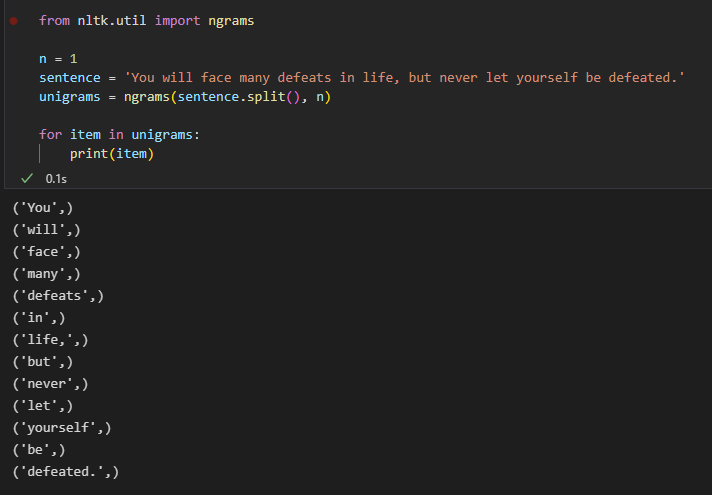 from nltk.util import ngrams
n = 1
sentence = 'You will face many defeats in life, but never let yourself be defeated.'
unigrams = ngrams(sentence.split(), n)
for item in unigrams:
    print(item)
0.1s
('You',)
('will',)
('face',)
('many',)
('defeats',)
('in',)
('life,',)
('but',)
('never',)
('let',)
('yourself',)
('be',)
('defeated.',)